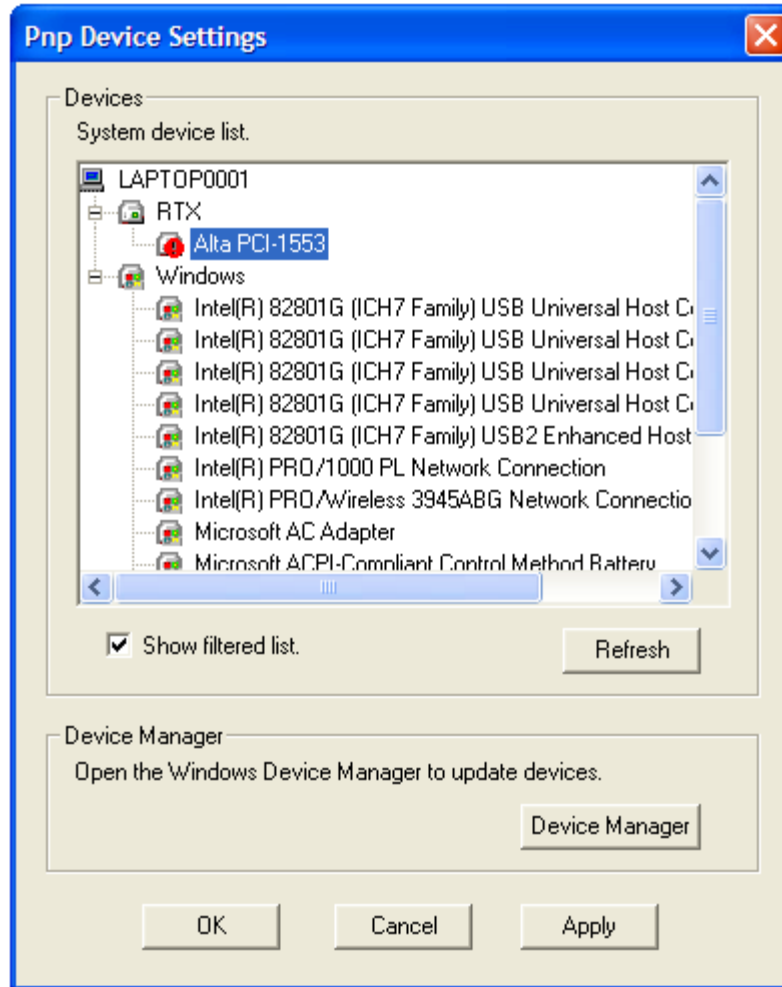 Pnp Device Settings
Devices
System device list.
LAPTOP0001
RTX
Alta PCI-1553
Windows
Intel(R) 82801G (ICH7 Family) USB Universal Host C
Intel(R) 82801G (ICH7 Family) USB Universal Host C
Intel(R) 82801G (ICH7 Family) USB Universal Host C
Intel(R) 82801G (ICH7 Family) USB Universal Host C
Intel(R) 82801G (ICH7 Family) USB2 Enhanced Host
Intel(R) PRO/1000 PL Network Connection
Intel(R) PRO/Wireless 3945ABG Network Connectio
Microsoft AC Adapter
Microsoft ACPI-Compliant Control Method Battery
Show filtered list.
Refresh
Device Manager
Open the Windows Device Manager to update devices.
Device Manager
OK Cancel Apply